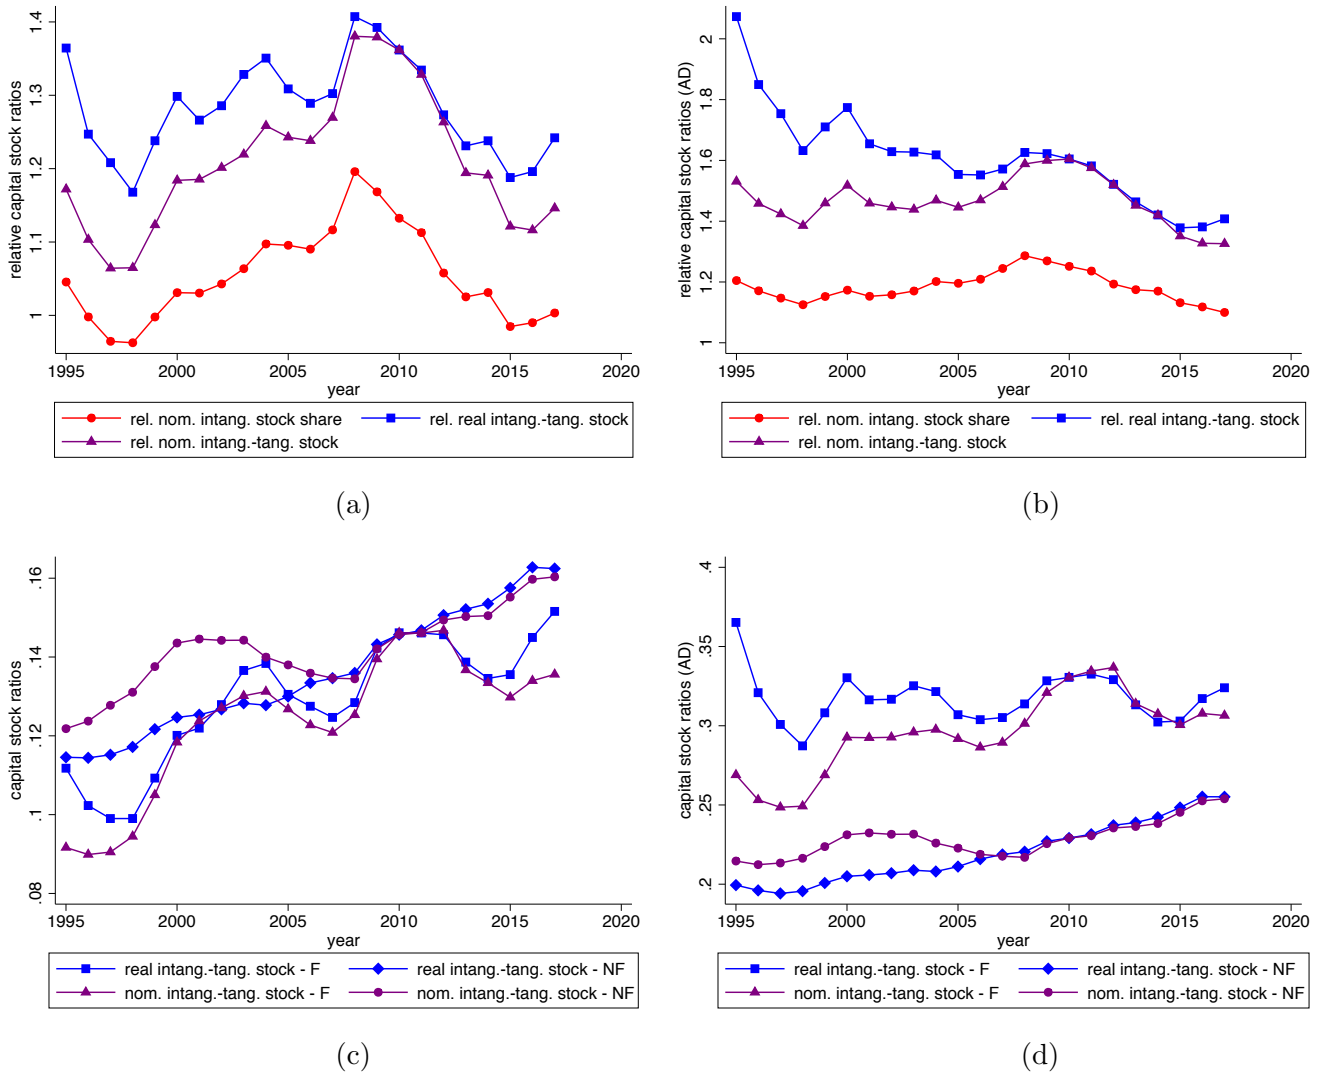 relative capital stock ratios
1.4
1.3
1.2
1.1
1
1995 2000 2005 2010 2015 2020
year
rel. nom. intang. stock share rel. real intang.-tang. stock
rel. nom. intang.-tang. stock
(a)
relative capital stock ratios (AD)
2
1.8
1.6
1.4
1.2
1
1995 2000 2005 2010 2015 2020
year
rel. nom. intang. stock share rel. real intang.-tang. stock
rel. nom. intang.-tang. stock
(b)
capital stock ratios
.16
.14
.12
.1
.08
1995 2000 2005 2010 2015 2020
year
real intang.-tang. stock - F real intang.-tang. stock - NF
nom. intang.-tang. stock - F nom. intang.-tang. stock - NF
(c)
capital stock ratios (AD)
.4
.35
.3
.25
.2
1995 2000 2005 2010 2015 2020
year
real intang.-tang. stock - F real intang.-tang. stock - NF
nom. intang.-tang. stock - F nom. intang.-tang. stock - NF
(d)